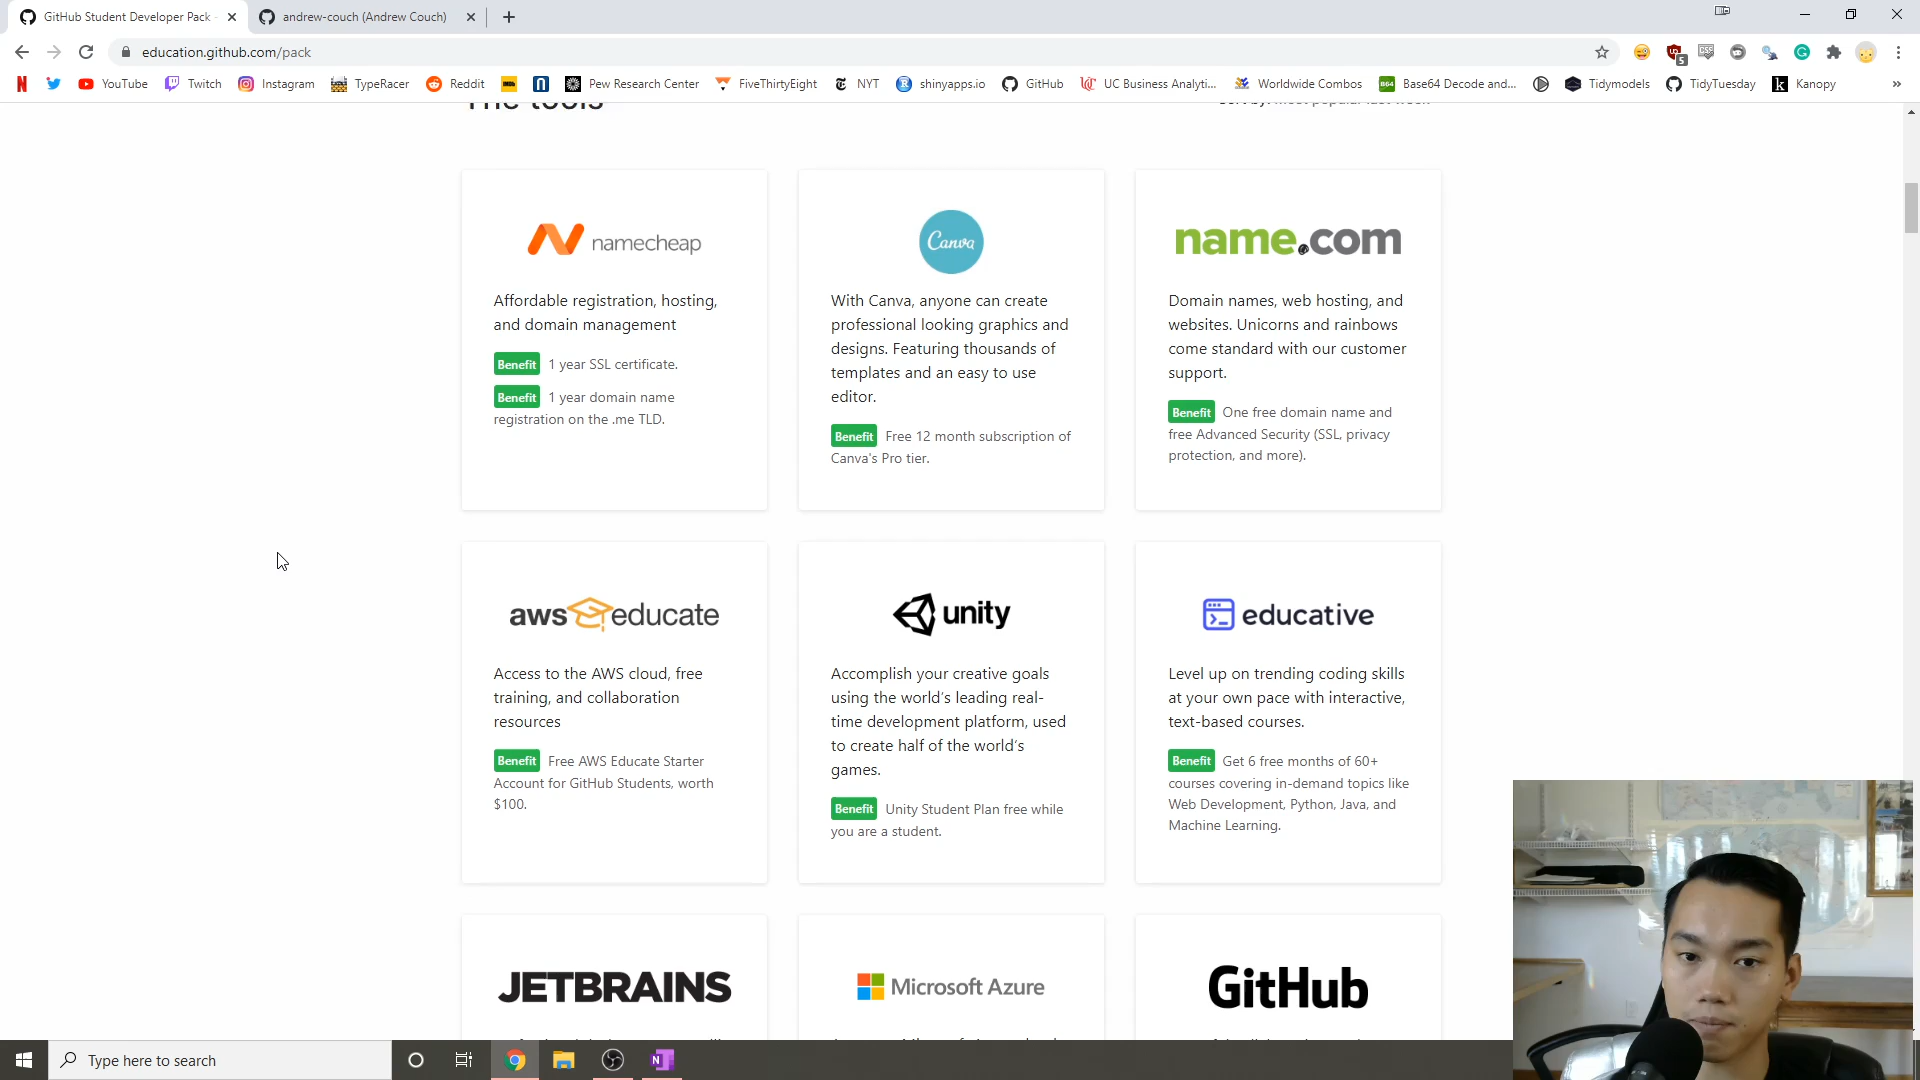 GitHub Student Developer Pack
andrew-couch (Andrew Couch)
education.github.com/pack
5
YouTube Twitch Instagram TypeRacer Reddit Pew Research Center FiveThirtyEight NYT shinyapps.io GitHub UC Business Analyti... Worldwide Combos Base64 Decode and... Tidymodels TidyTuesday Kanopy
The tools
Sort by: Most popular last week
namecheap
Affordable registration, hosting,
and domain management
Benefit 1 year SSL certificate.
Benefit 1 year domain name
registration on the .me TLD.
Canva
With Canva, anyone can create
professional looking graphics and
designs. Featuring thousands of
templates and an easy to use
editor.
Benefit Free 12 month subscription of
Canva's Pro tier.
name.com
Domain names, web hosting, and
websites. Unicorns and rainbows
come standard with our customer
support.
Benefit One free domain name and
free Advanced Security (SSL, privacy
protection, and more).
aws educate
Access to the AWS cloud, free
training, and collaboration
resources
Benefit Free AWS Educate Starter
Account for GitHub Students, worth
$100.
unity
Accomplish your creative goals
using the world's leading real-
time development platform, used
to create half of the world's
games.
Benefit Unity Student Plan free while
you are a student.
educative
Level up on trending coding skills
at your own pace with interactive,
text-based courses.
Benefit Get 6 free months of 60+
courses covering in-demand topics like
Web Development, Python, Java, and
Machine Learning.
JETBRAINS
Microsoft Azure
GitHub
Type here to search